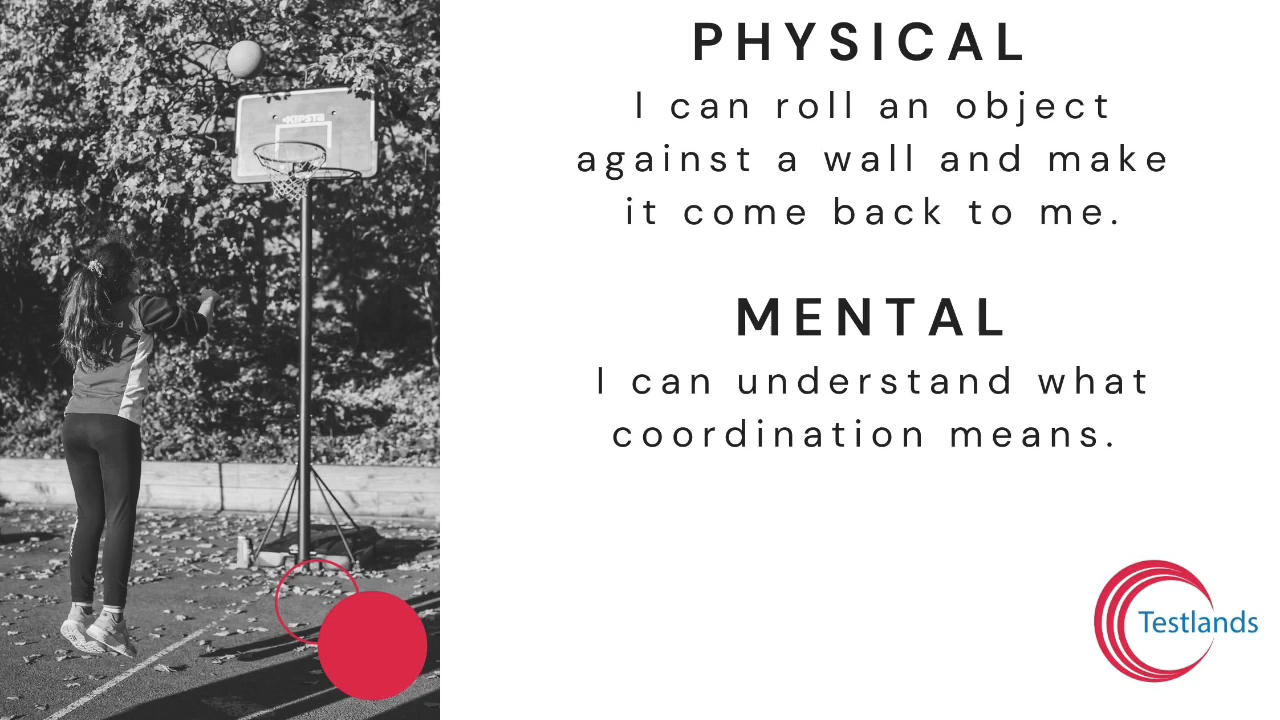 KIPSTA
PHYSICAL
I can roll an object
against a wall and make
it come back to me.
MENTAL
I can understand what
coordination means.
Testlands